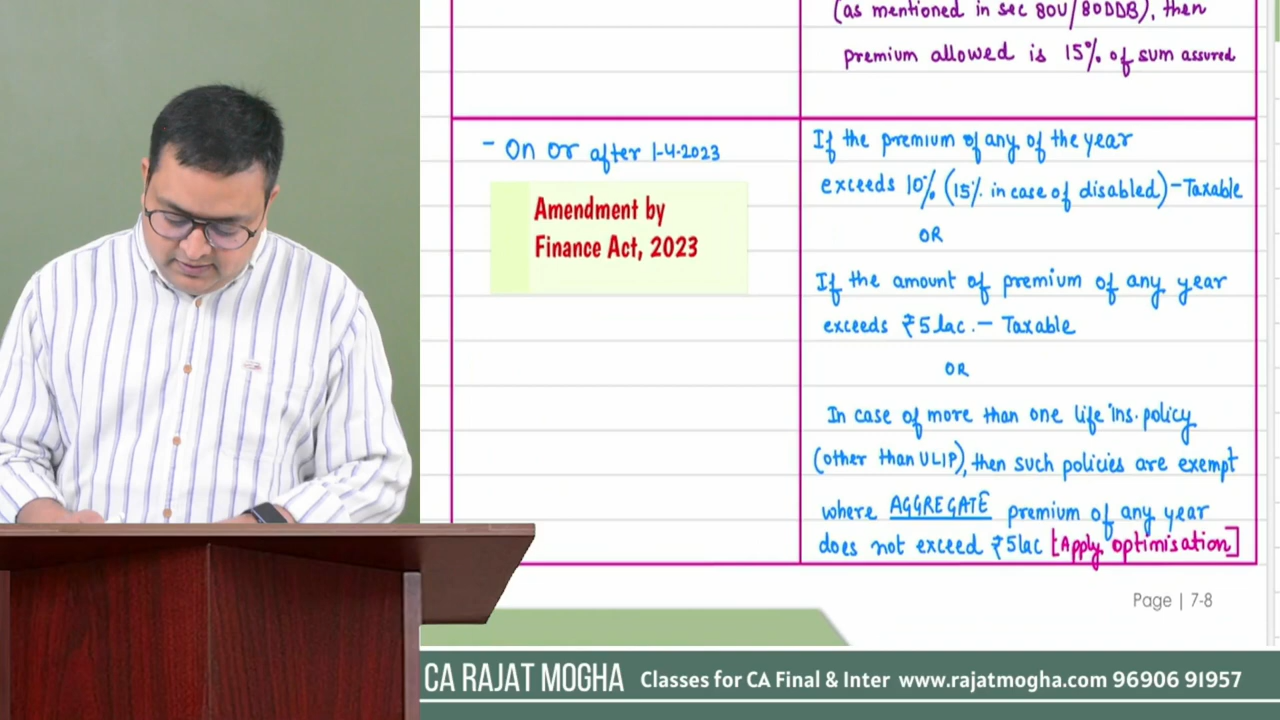 (as mentioned in sec 80U/80DDB), then
premium allowed is 15% of sum assured
- On or after 1-4-2023
Amendment by
Finance Act, 2023
If the premium of any of the year
exceeds 10% (15% in case of disabled) - Taxable
OR
If the amount of premium of any year
exceeds ₹5 lac. - Taxable
OR
In case of more than one life ins. policy
(other than ULIP), then such policies are exempt
where AGGREGATE premium of any year
does not exceed ₹5 lac [Apply optimisation]
Page | 7-8
CA RAJAT MOGHA Classes for CA Final & Inter www.rajatmogha.com 96906 91957